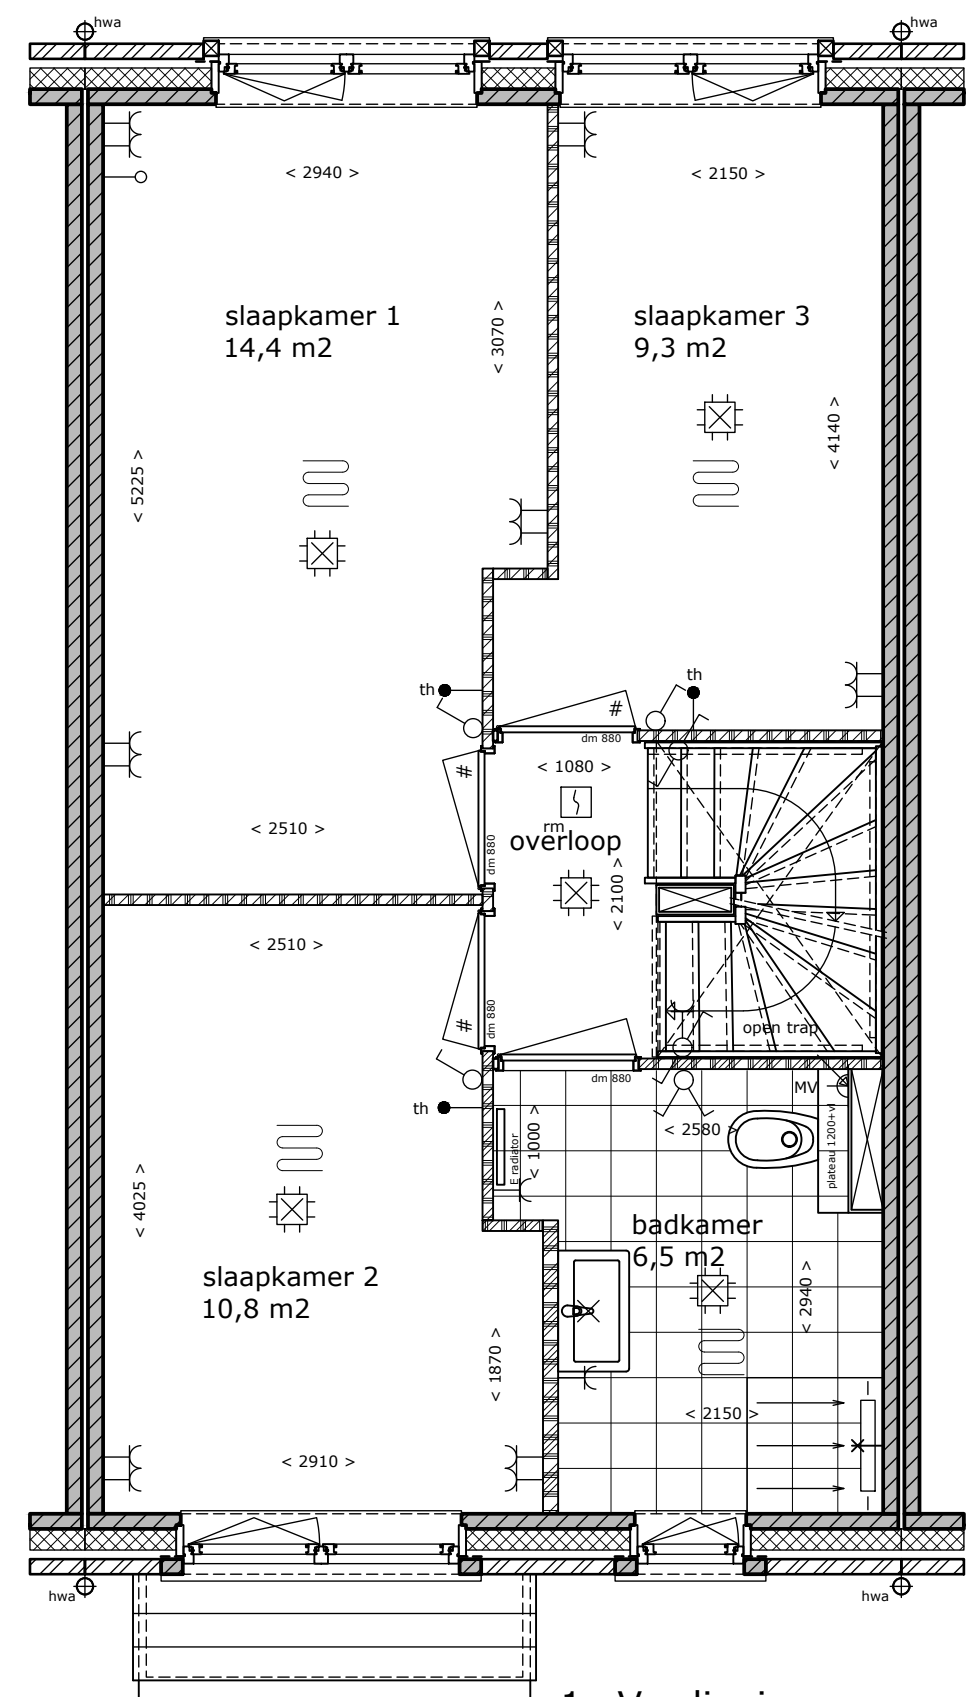 hwa
hwa
< 2940 >
< 2150 >
slaapkamer 1
14,4 m2
< 3070 >
slaapkamer 3
9,3 m2
< 4140 >
< 5225 >
th
th
#
dm 880
< 1080 >
#
rm
overloop
< 2510 >
dm 880
< 2100 >
< 2510 >
#
dm 880
open trap
dm 880
MV
th
< 1000 >
E radiator
< 2580 >
plateau 1200+vl
< 4025 >
badkamer
6,5 m2
slaapkamer 2
10,8 m2
< 2940 >
< 1870 >
< 2150 >
< 2910 >
hwa
hwa